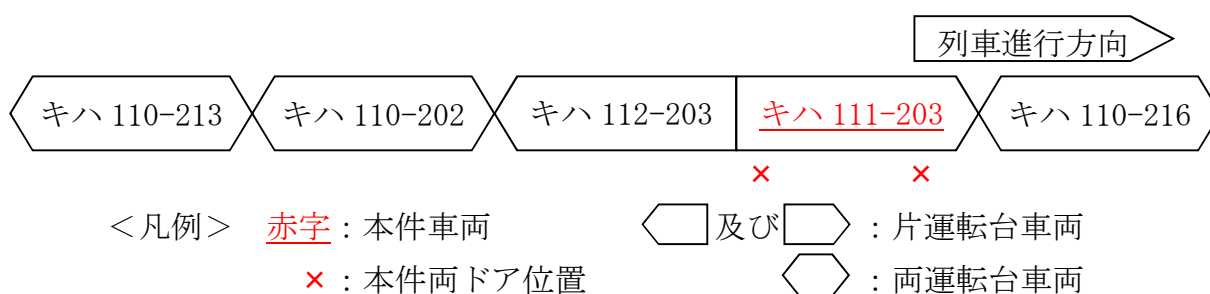 列車進行方向
キハ 110-213 キハ 110-202 キハ 112-203 キハ 111-203 キハ 110-216
× ×
＜凡例＞ 赤字：本件車両 及び ：片運転台車両
×：本件両ドア位置 ：両運転台車両